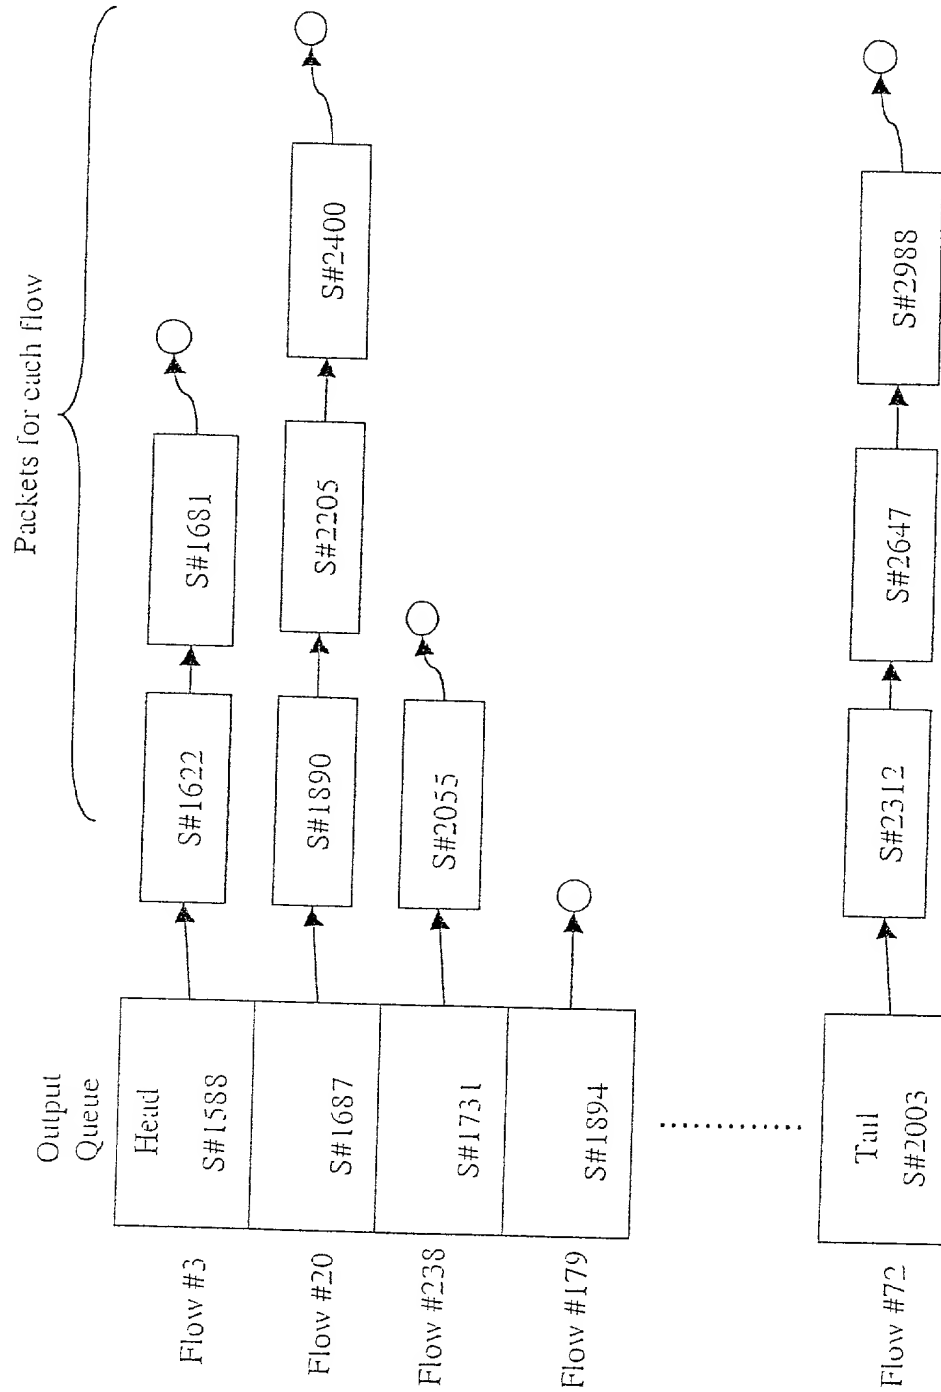 Packets for each flow
Output
Queue
Flow #3
Head
S#1588
S#1622
S#1681
Flow #20
S#1687
S#1890
S#2205
S#2400
Flow #238
S#1731
S#2055
Flow #179
S#1894
Flow #72
Tail
S#2003
S#2312
S#2647
S#2988